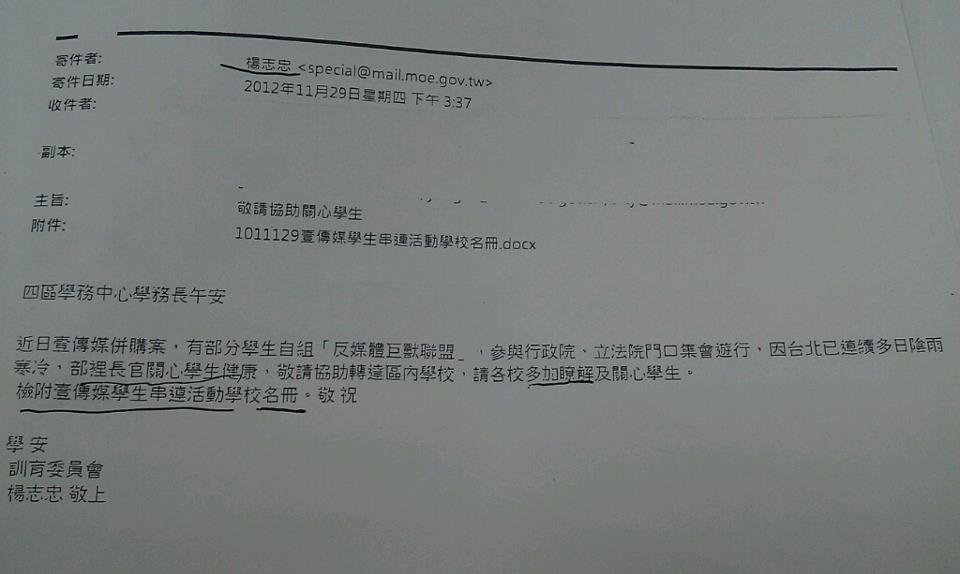 寄件者: 楊志忠 <special@mail.moe.gov.tw>
寄件日期: 2012年11月29日星期四 下午 3:37
收件者:
副本:
主旨: 敬請協助關心學生
附件: 1011129壹傳媒學生串連活動學校名冊.docx
四區學務中心學務長午安
近日壹傳媒併購案，有部分學生自組「反媒體巨獸聯盟」，參與行政院、立法院門口集會遊行，因台北已連續多日陰雨
寒冷，部裡長官關心學生健康，敬請協助轉達區內學校，請各校多加瞭解及關心學生。
檢附壹傳媒學生串連活動學校名冊。敬 祝
學 安
訓育委員會
楊志忠 敬上